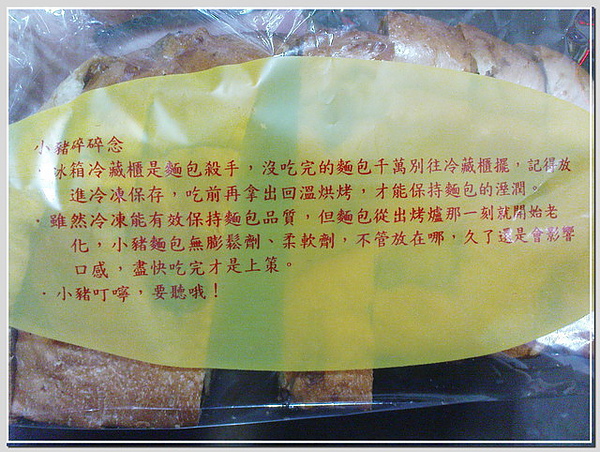 小豬碎碎念
·冰箱冷藏櫃是麵包殺手，沒吃完的麵包千萬別往冷藏櫃擺，記得放
進冷凍保存，吃前再拿出回溫烘烤，才能保持麵包的溼潤。
·雖然冷凍能有效保持麵包品質，但麵包從出烤爐那一刻就開始老
化，小豬麵包無膨鬆劑、柔軟劑，不管放在哪，久了還是會影響
口感，盡快吃完才是上策。
·小豬叮嚀，要聽哦！